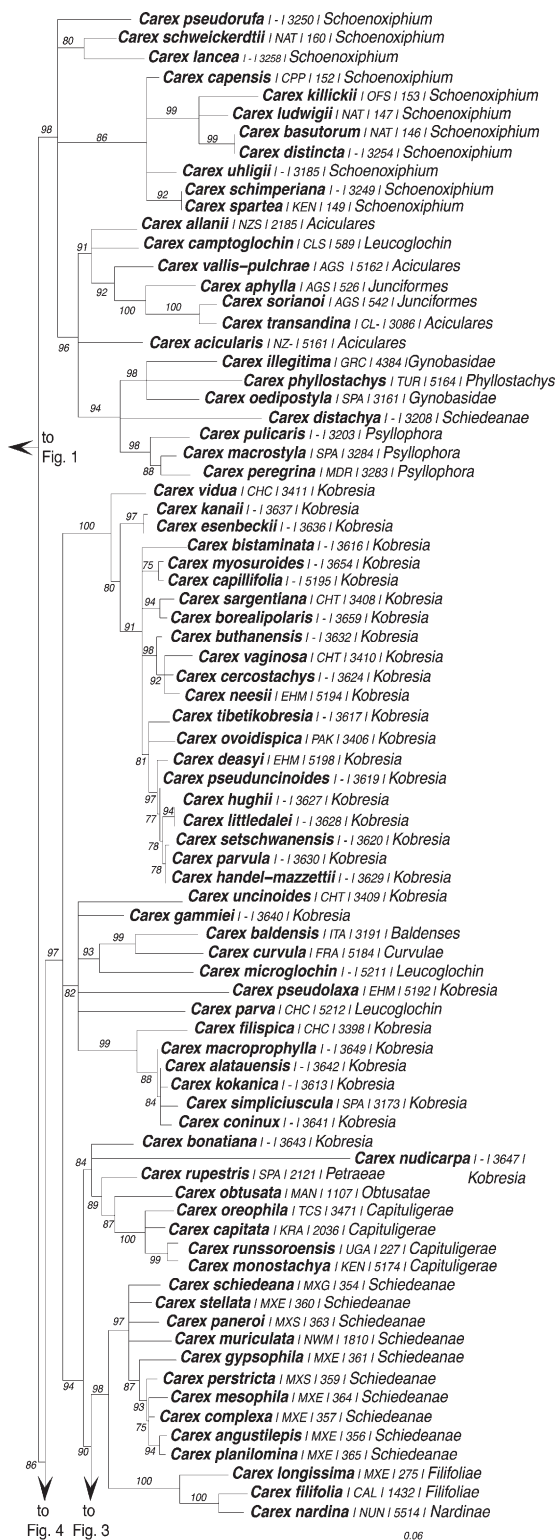 Carex pseudorufa | - | 3250 | Schoenoxiphium
Carex schweickerdtii | NAT | 160 | Schoenoxiphium
80
Carex lancea | - | 3258 | Schoenoxiphium
Carex capensis | CPP | 152 | Schoenoxiphium
Carex killickii | OFS | 153 | Schoenoxiphium
99
Carex ludwigii | NAT | 147 | Schoenoxiphium
98
86
99
Carex basutorum | NAT | 146 | Schoenoxiphium
Carex distincta | - | 3254 | Schoenoxiphium
Carex uhligii | - | 3185 | Schoenoxiphium
Carex schimperiana | - | 3249 | Schoenoxiphium
92
Carex spartea | KEN | 149 | Schoenoxiphium
Carex allanii | NZS | 2185 | Aciculares
91
Carex camptoglochin | CLS | 589 | Leucoglochin
Carex vallis–pulchrae | AGS | 5162 | Aciculares
92
Carex aphylla | AGS | 526 | Junciformes
100
100
Carex sorianoi | AGS | 542 | Junciformes
Carex transandina | CL- | 3086 | Aciculares
96
Carex acicularis | NZ- | 5161 | Aciculares
Carex illegitima | GRC | 4384 | Gynobasidae
98
Carex phyllostachys | TUR | 5164 | Phyllostachys
Carex oedipostyla | SPA | 3161 | Gynobasidae
94
Carex distachya | - | 3208 | Schiedeanae
Carex pulicaris | - | 3203 | Psyllophora
98
Carex macrostyla | SPA | 3284 | Psyllophora
88
Carex peregrina | MDR | 3283 | Psyllophora
to
Fig. 1
Carex vidua | CHC | 3411 | Kobresia
100
Carex kanaii | - | 3637 | Kobresia
97
Carex esenbeckii | - | 3636 | Kobresia
80
Carex bistaminata | - | 3616 | Kobresia
75
Carex myosuroides | - | 3654 | Kobresia
Carex capillifolia | - | 5195 | Kobresia
94
Carex sargentiana | CHT | 3408 | Kobresia
Carex borealipolaris | - | 3659 | Kobresia
91
Carex buthanensis | - | 3632 | Kobresia
98
Carex vaginosa | CHT | 3410 | Kobresia
92
Carex cercostachys | - | 3624 | Kobresia
Carex neesii | EHM | 5194 | Kobresia
Carex tibetikobresia | - | 3617 | Kobresia
Carex ovoidispica | PAK | 3406 | Kobresia
81
Carex deasyi | EHM | 5198 | Kobresia
Carex pseuduncinoides | - | 3619 | Kobresia
97
Carex hughii | - | 3627 | Kobresia
77
94
Carex littledalei | - | 3628 | Kobresia
Carex setschwanensis | - | 3620 | Kobresia
Carex parvula | - | 3630 | Kobresia
78
78
Carex handel–mazzettii | - | 3629 | Kobresia
Carex uncinoides | CHT | 3409 | Kobresia
Carex gammiei | - | 3640 | Kobresia
99
Carex baldensis | ITA | 3191 | Baldenses
97
93
Carex curvula | FRA | 5184 | Curvulae
Carex microglochin | - | 5211 | Leucoglochin
82
Carex pseudolaxa | EHM | 5192 | Kobresia
Carex parva | CHC | 5212 | Leucoglochin
Carex filispica | CHC | 3398 | Kobresia
99
Carex macroprophylla | - | 3649 | Kobresia
Carex alatauensis | - | 3642 | Kobresia
88
Carex kokanica | - | 3613 | Kobresia
84
Carex simpliciuscula | SPA | 3173 | Kobresia
Carex coninux | - | 3641 | Kobresia
Carex bonatiana | - | 3643 | Kobresia
84
Carex nudicarpa | - | 3647 |
Kobresia
Carex rupestris | SPA | 2121 | Petraeae
89
Carex obtusata | MAN | 1107 | Obtusatae
87
Carex oreophila | TCS | 3471 | Capituligerae
Carex capitata | KRA | 2036 | Capituligerae
100
Carex runssoroensis | UGA | 227 | Capituligerae
99
Carex monostachya | KEN | 5174 | Capituligerae
Carex schiedeana | MXG | 354 | Schiedeanae
Carex stellata | MXE | 360 | Schiedeanae
97
Carex paneroi | MXS | 363 | Schiedeanae
Carex muriculata | NWM | 1810 | Schiedeanae
Carex gypsophila | MXE | 361 | Schiedeanae
94
98
87
Carex perstricta | MXS | 359 | Schiedeanae
Carex mesophila | MXE | 364 | Schiedeanae
93
Carex complexa | MXE | 357 | Schiedeanae
75
Carex angustilepis | MXE | 356 | Schiedeanae
90
94
Carex planilomina | MXE | 365 | Schiedeanae
86
Carex longissima | MXE | 275 | Filifoliae
100
Carex filifolia | CAL | 1432 | Filifoliae
100
Carex nardina | NUN | 5514 | Nardinae
to
Fig. 4
to
Fig. 3
0.06